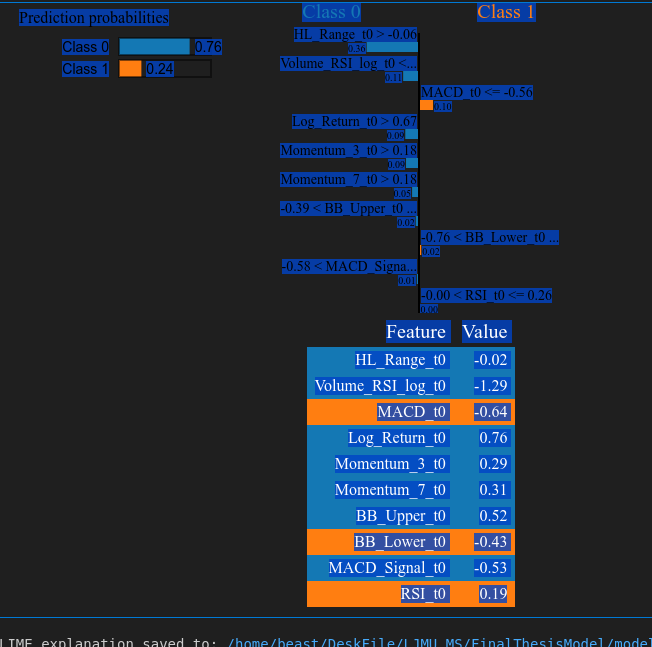 Prediction probabilities
Class 0 0.76
Class 1 0.24
Class 0 Class 1
HL_Range_t0 > -0.06
0.36
Volume_RSI_log_t0 <...
0.11
MACD_t0 <= -0.56
0.10
Log_Return_t0 > 0.67
0.09
Momentum_3_t0 > 0.18
0.09
Momentum_7_t0 > 0.18
0.05
-0.39 < BB_Upper_t0 ...
0.02
-0.76 < BB_Lower_t0 ...
0.02
-0.58 < MACD_Signa...
0.01
-0.00 < RSI_t0 <= 0.26
0.00
Feature Value
HL_Range_t0 -0.02
Volume_RSI_log_t0 -1.29
MACD_t0 -0.64
Log_Return_t0 0.76
Momentum_3_t0 0.29
Momentum_7_t0 0.31
BB_Upper_t0 0.52
BB_Lower_t0 -0.43
MACD_Signal_t0 -0.53
RSI_t0 0.19
LIME explanation saved to: /home/beast/DeskFile/LJMU_MS/FinalThesisModel/model